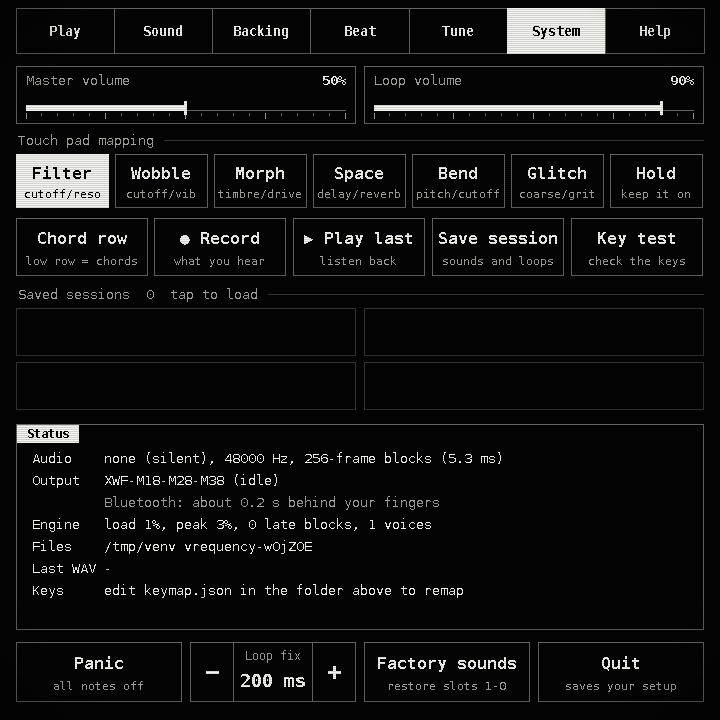 Play Sound Backing Beat Tune System Help
Master volume 50% Loop volume 90%
Touch pad mapping
Filter Wobble Morph Space Bend Glitch Hold
cutoff/reso cutoff/vib timbre/drive delay/reverb pitch/cutoff coarse/grit keep it on
Chord row ● Record ▶ Play last Save session Key test
low row = chords what you hear listen back sounds and loops check the keys
Saved sessions 0 tap to load
Status
Audio none (silent), 48000 Hz, 256-frame blocks (5.3 ms)
Output XWF-M18-M28-M38 (idle)
Bluetooth: about 0.2 s behind your fingers
Engine load 1%, peak 3%, 0 late blocks, 1 voices
Files /tmp/venv vrequency-wOjZOE
Last WAV -
Keys edit keymap.json in the folder above to remap
Panic − Loop fix + Factory sounds Quit
all notes off 200 ms restore slots 1-0 saves your setup